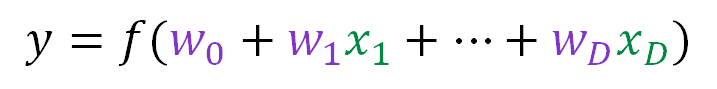 y = f(w₀ + w₁x₁ + ⋯ + w_D x_D)